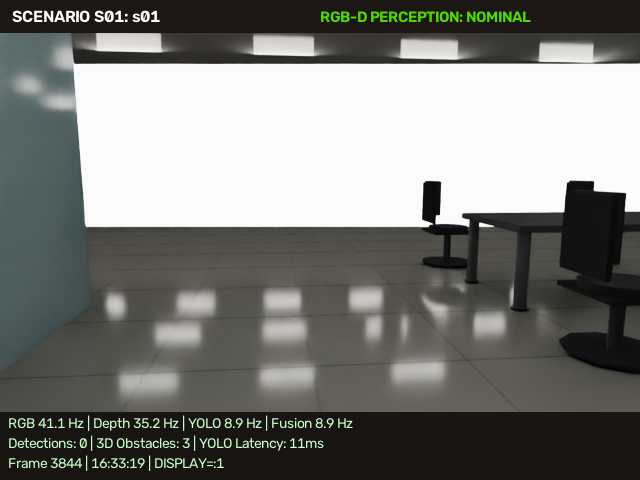 SCENARIO S01: s01
RGB-D PERCEPTION: NOMINAL
RGB 41.1 Hz | Depth 35.2 Hz | YOLO 8.9 Hz | Fusion 8.9 Hz
Detections: 0 | 3D Obstacles: 3 | YOLO Latency: 11ms
Frame 3844 | 16:33:19 | DISPLAY=:1